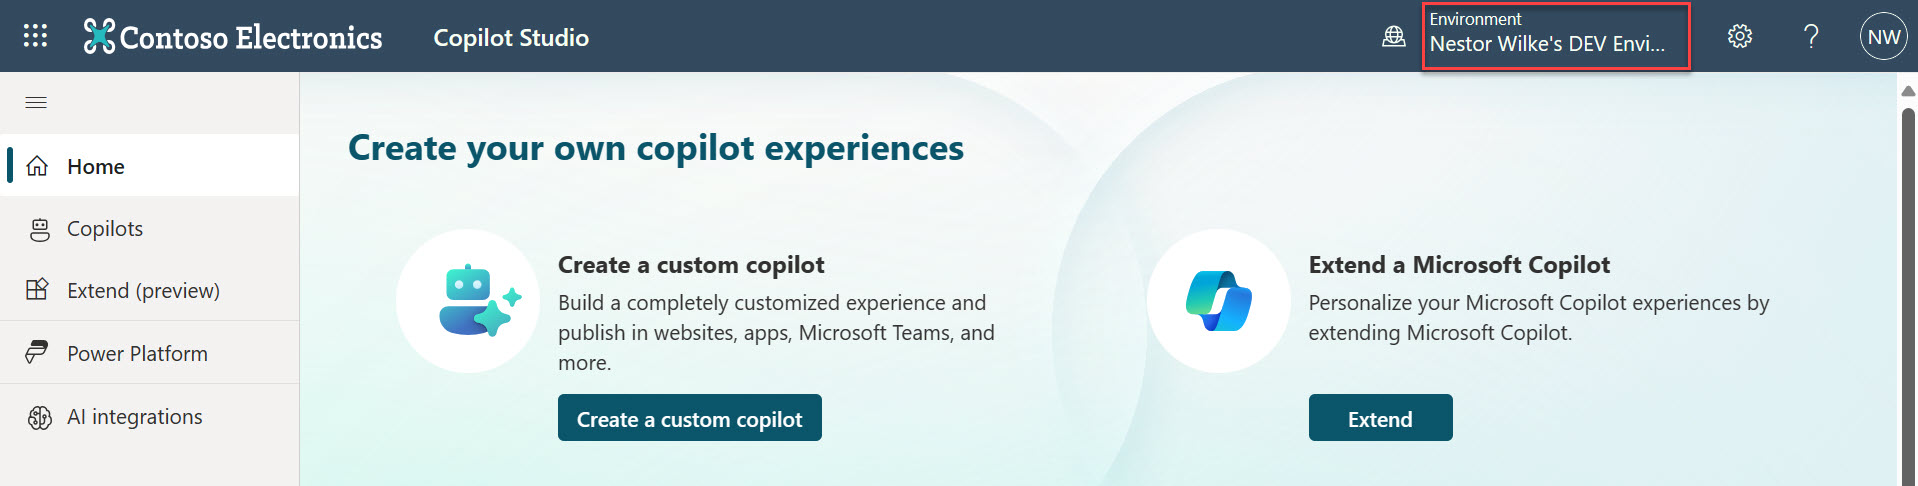 Contoso Electronics
Copilot Studio
Environment
Nestor Wilke's DEV Envi...
?
NW
Home
Copilots
Extend (preview)
Power Platform
AI integrations
Create your own copilot experiences
Create a custom copilot
Build a completely customized experience and
publish in websites, apps, Microsoft Teams, and
more.
Create a custom copilot
Extend a Microsoft Copilot
Personalize your Microsoft Copilot experiences by
extending Microsoft Copilot.
Extend